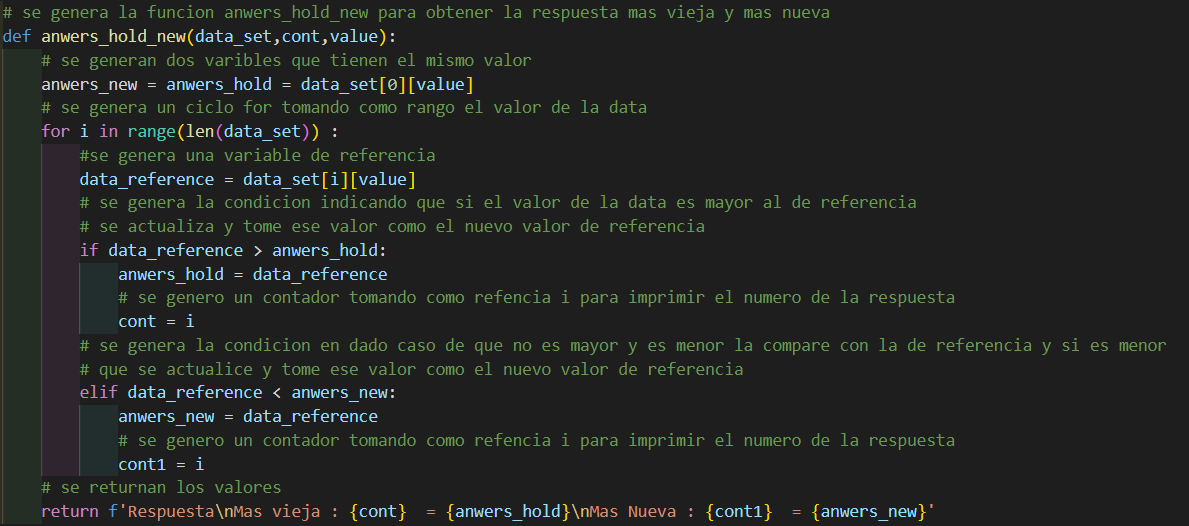 # se genera la funcion anwers_hold_new para obtener la respuesta mas vieja y mas nueva
def anwers_hold_new(data_set,cont,value):
    # se generan dos varibles que tienen el mismo valor
    anwers_new = anwers_hold = data_set[0][value]
    # se genera un ciclo for tomando como rango el valor de la data
    for i in range(len(data_set)) :
        #se genera una variable de referencia
        data_reference = data_set[i][value]
        # se genera la condicion indicando que si el valor de la data es mayor al de referencia
        # se actualiza y tome ese valor como el nuevo valor de referencia
        if data_reference > anwers_hold:
            anwers_hold = data_reference
            # se genero un contador tomando como refencia i para imprimir el numero de la respuesta
            cont = i
        # se genera la condicion en dado caso de que no es mayor y es menor la compare con la de referencia y si es menor
        # que se actualice y tome ese valor como el nuevo valor de referencia
        elif data_reference < anwers_new:
            anwers_new = data_reference
            # se genero un contador tomando como refencia i para imprimir el numero de la respuesta
            cont1 = i
    # se returnan los valores
    return f'Respuesta\nMas vieja : {cont}  = {anwers_hold}\nMas Nueva : {cont1}  = {anwers_new}'